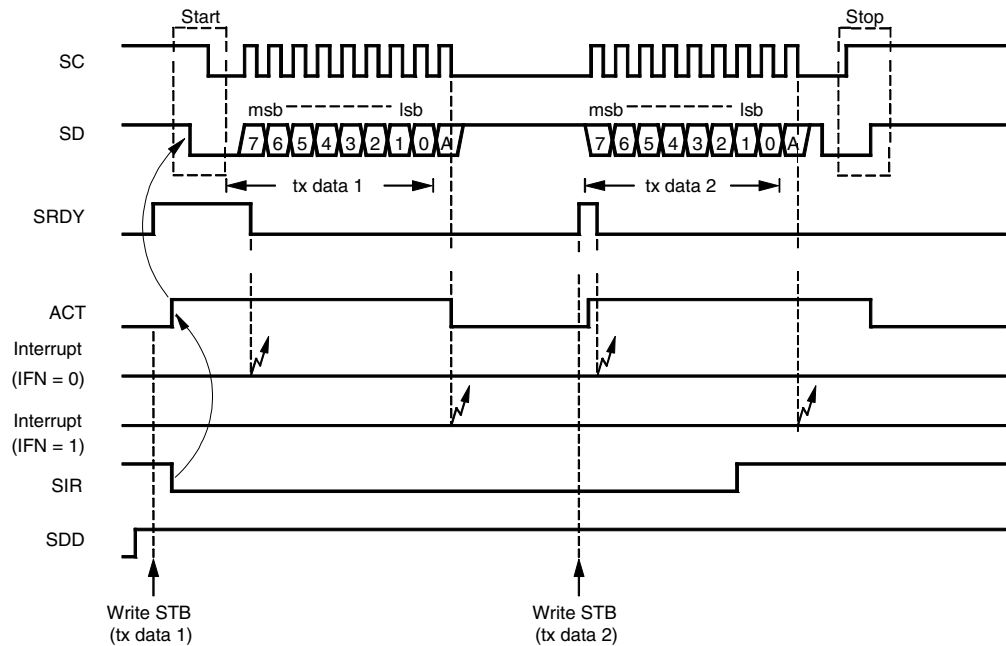 Start
Stop
SC
msb
lsb
msb
lsb
SD
7 6 5 4 3 2 1 0 A
7 6 5 4 3 2 1 0 A
tx data 1
tx data 2
SRDY
ACT
Interrupt
(IFN = 0)
Interrupt
(IFN = 1)
SIR
SDD
Write STB
(tx data 1)
Write STB
(tx data 2)